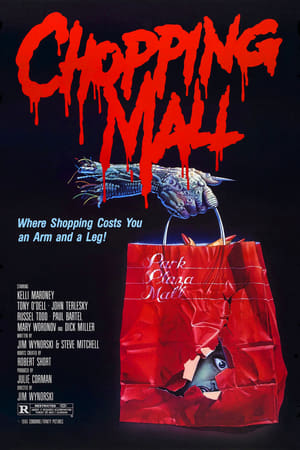 CHOPPING
MALL
Where Shopping Costs You
an Arm and a Leg!
Park
Plaza
Mall
STARRING
KELLI MARONEY
TONY O'DELL JOHN TERLESKY
RUSSELL TODD PAUL BARTEL
MARY WORONOV AND DICK MILLER
WRITTEN BY
JIM WYNORSKI & STEVE MITCHELL
ROBOTS CREATED BY
ROBERT SHORT
PRODUCED BY
JULIE CORMAN
DIRECTED BY
JIM WYNORSKI
R RESTRICTED